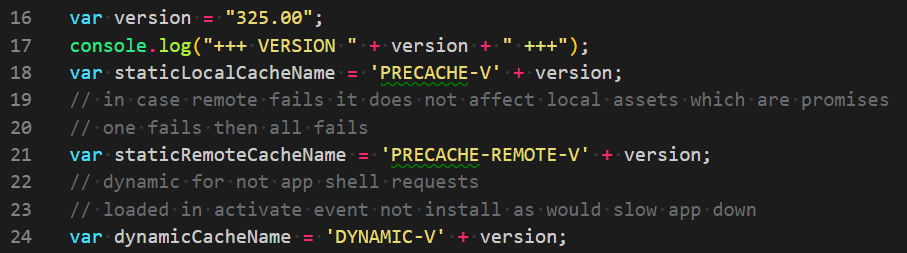 16 var version = "325.00";
17 console.log("+++ VERSION " + version + " +++");
18 var staticLocalCacheName = 'PRECACHE-V' + version;
19 // in case remote fails it does not affect local assets which are promises
20 // one fails then all fails
21 var staticRemoteCacheName = 'PRECACHE-REMOTE-V' + version;
22 // dynamic for not app shell requests
23 // loaded in activate event not install as would slow app down
24 var dynamicCacheName = 'DYNAMIC-V' + version;